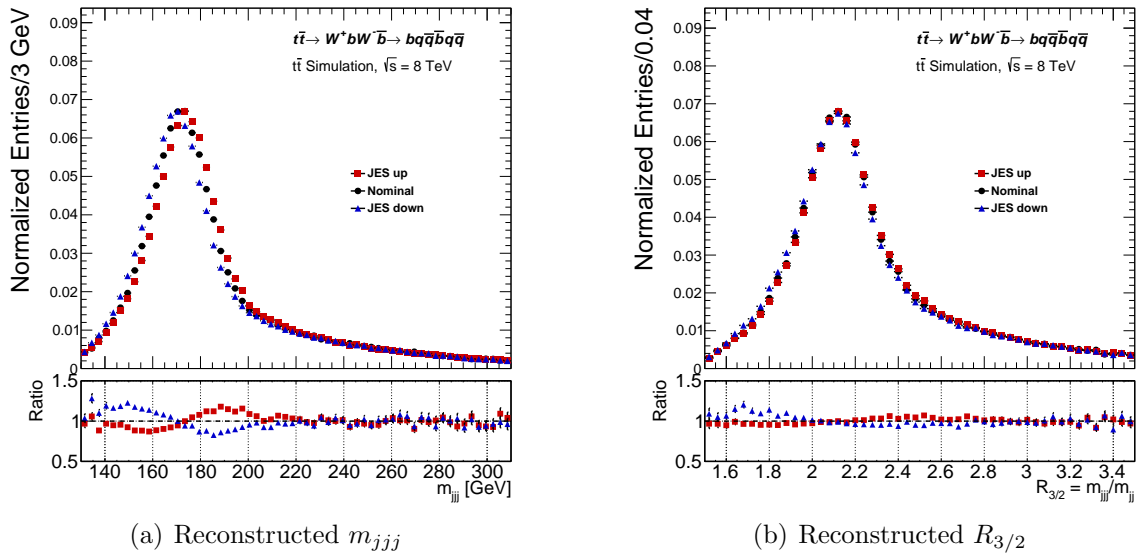 Normalized Entries/3 GeV
0.09
0.08
0.07
0.06
0.05
0.04
0.03
0.02
0.01
0
tt̄ → W⁺bW⁻b̄ → bqq̄b̄qq̄
tt̄ Simulation, √s = 8 TeV
JES up
Nominal
JES down
Ratio
1.5
1
0.5
140 160 180 200 220 240 260 280 300
m_jjj [GeV]
(a) Reconstructed m_jjj
Normalized Entries/0.04
0.09
0.08
0.07
0.06
0.05
0.04
0.03
0.02
0.01
0
tt̄ → W⁺bW⁻b̄ → bqq̄b̄qq̄
tt̄ Simulation, √s = 8 TeV
JES up
Nominal
JES down
Ratio
1.5
1
0.5
1.6 1.8 2 2.2 2.4 2.6 2.8 3 3.2 3.4
R_3/2 = m_jjj/m_jj
(b) Reconstructed R_3/2